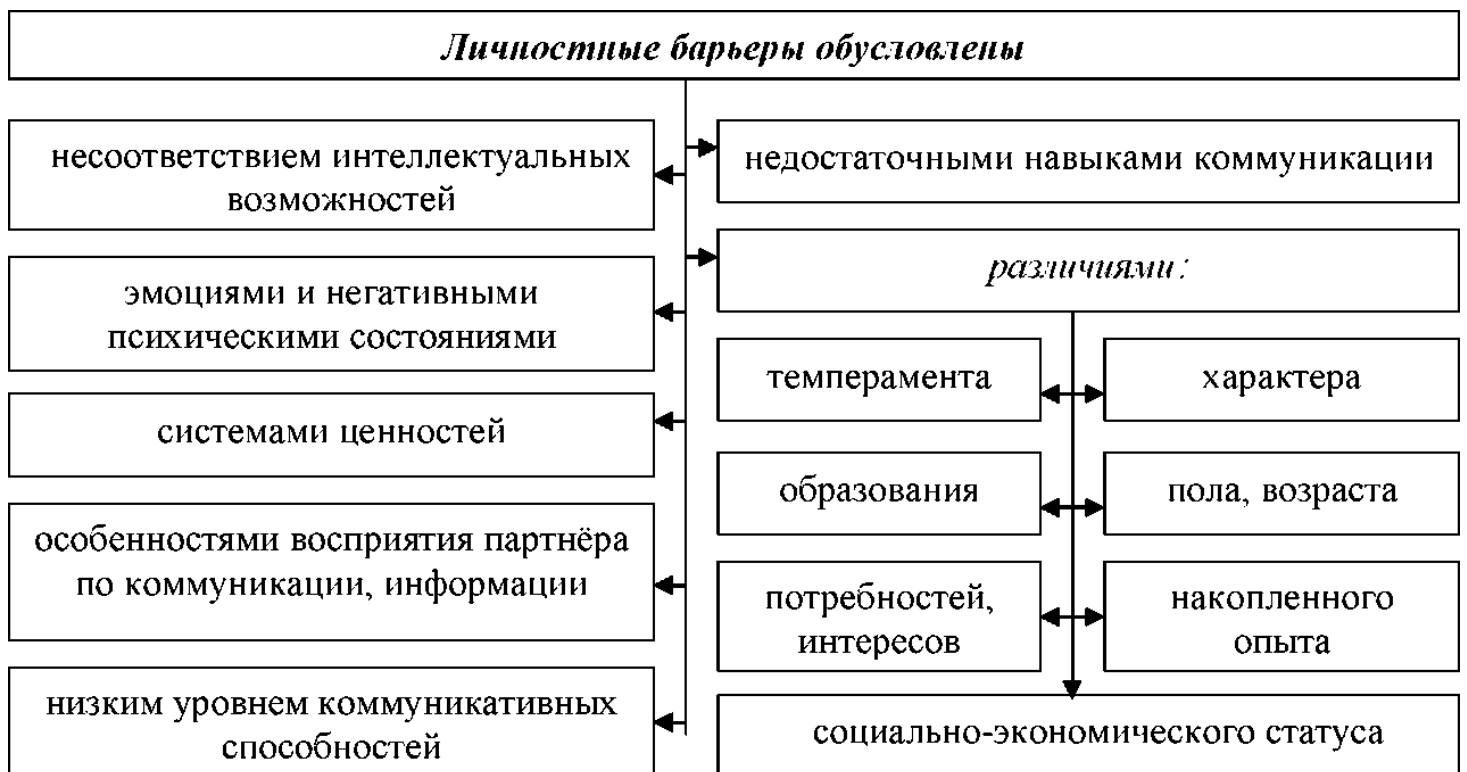 Личностные барьеры обусловлены
несоответствием интеллектуальных
возможностей
эмоциями и негативными
психическими состояниями
системами ценностей
особенностями восприятия партнёра
по коммуникации, информации
низким уровнем коммуникативных
способностей
недостаточными навыками коммуникации
различиями:
темперамента
характера
образования
пола, возраста
потребностей,
интересов
накопленного
опыта
социально-экономического статуса